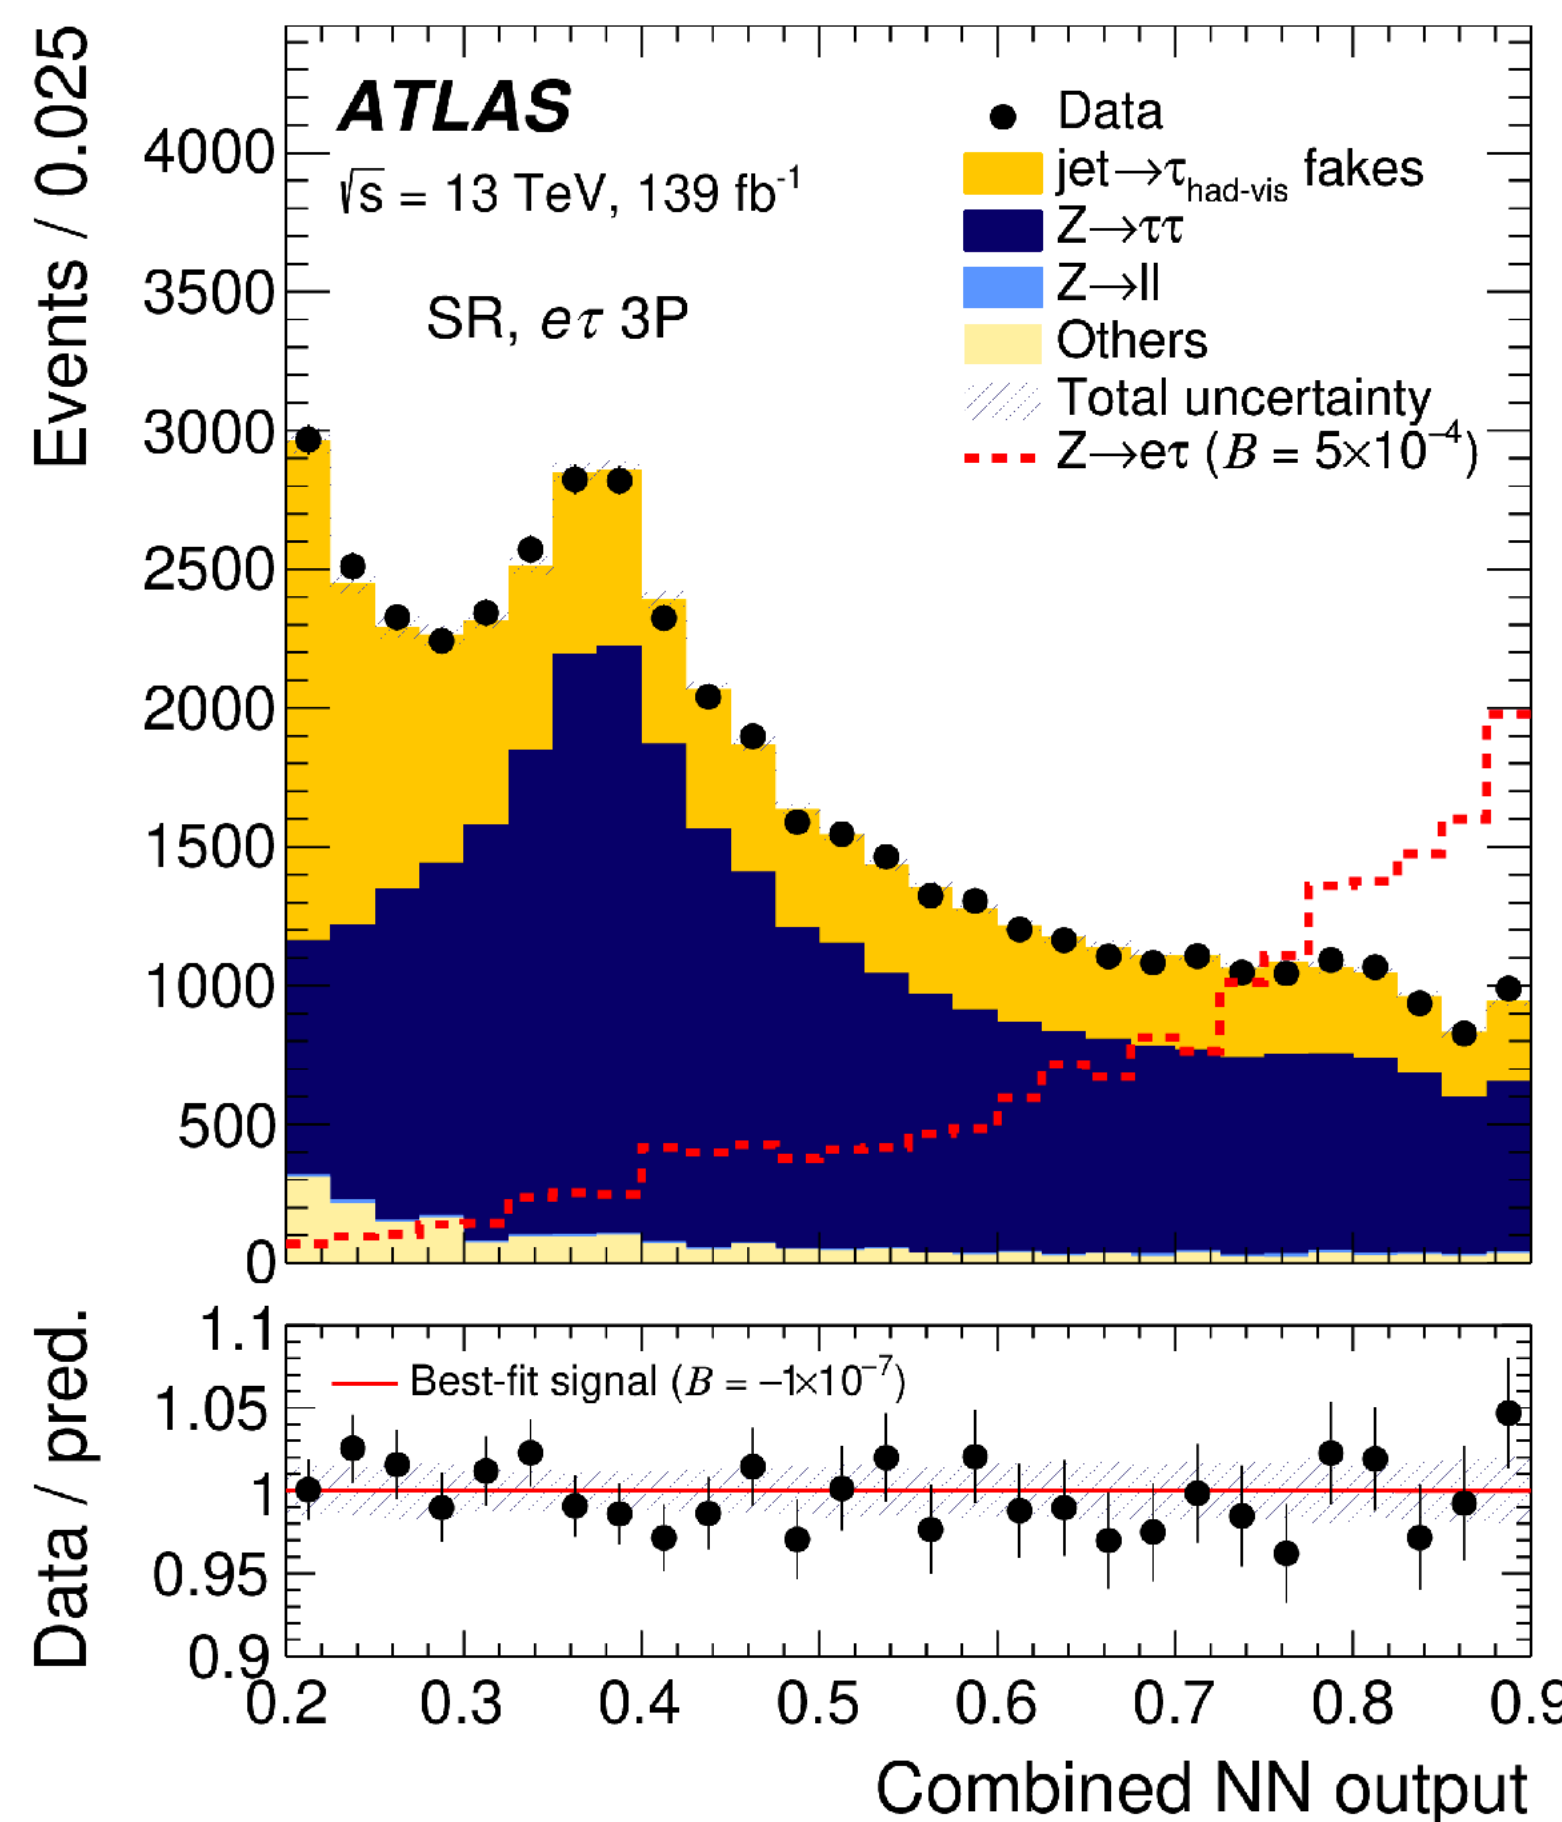 Events / 0.025
ATLAS
√s = 13 TeV, 139 fb⁻¹
SR, eτ 3P
Data
jet→τhad-vis fakes
Z→ττ
Z→ll
Others
Total uncertainty
Z→eτ (B = 5×10⁻⁴)
4000
3500
3000
2500
2000
1500
1000
500
0
Data / pred.
Best-fit signal (B = −1×10⁻⁷)
1.1
1.05
1
0.95
0.9
0.2 0.3 0.4 0.5 0.6 0.7 0.8 0.9
Combined NN output